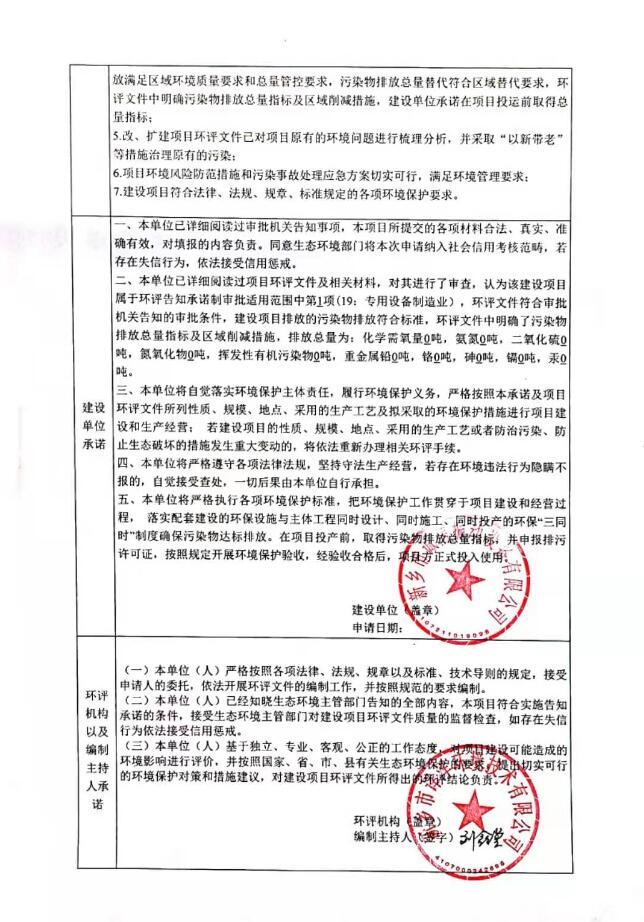 放满足区域环境质量要求和总量管控要求，污染物排放总量替代符合区域替代要求，环
评文件中明确污染物排放总量指标及区域削减措施，建设单位承诺在项目投运前取得总
量指标；
5.改、扩建项目环评文件已对项目原有的环境问题进行梳理分析，并采取“以新带老”
等措施治理原有的污染；
6.项目环境风险防范措施和污染事故处理应急方案切实可行，满足环境管理要求；
7.建设项目符合法律、法规、规章、标准规定的各项环境保护要求。
建设
单位
承诺
一、本单位已详细阅读过审批机关告知事项，本项目所提交的各项材料合法、真实、准
确有效，对填报的内容负责。同意生态环境部门将本次申请纳入社会信用考核范畴，若
存在失信行为，依法接受信用惩戒。
二、本单位已详细阅读过项目环评文件及相关材料，对其进行了审查，认为该建设项目
属于环评告知承诺制审批适用范围中第1项(19：专用设备制造业)，环评文件符合审批
机关告知的审批条件，建设项目排放的污染物排放符合标准，环评文件中明确了污染物
排放总量指标及区域削减措施，排放总量为：化学需氧量0吨，氨氮0吨，二氧化硫0
吨，氮氧化物0吨，挥发性有机污染物0吨，重金属铅0吨，铬0吨，砷0吨，镉0吨，汞0
吨。
三、本单位将自觉落实环境保护主体责任，履行环境保护义务，严格按照本承诺及项目
环评文件所列性质、规模、地点、采用的生产工艺及拟采取的环境保护措施进行项目建
设和生产经营；若建设项目的性质、规模、地点、采用的生产工艺或者防治污染、防
止生态破坏的措施发生重大变动的，将依法重新办理相关环评手续。
四、本单位将严格遵守各项法律法规，坚持守法生产经营，若存在环境违法行为隐瞒不
报的，自觉接受查处，一切后果由本单位自行承担。
五、本单位将严格执行各项环境保护标准，把环境保护工作贯穿于项目建设和经营过
程，落实配套建设的环保设施与主体工程同时设计、同时施工、同时投产的环保“三同
时”制度确保污染物达标排放。在项目投产前，取得污染物排放总量指标，并申报排污
许可证，按照规定开展环境保护验收，经验收合格后，项目方正式投入使用。
建设单位（盖章）
申请日期：
环评
机构
以及
编制
主持
人承
诺
（一）本单位（人）严格按照各项法律、法规、规章以及标准、技术导则的规定，接受
申请人的委托，依法开展环评文件的编制工作，并按照规范的要求编制。
（二）本单位（人）已经知晓生态环境主管部门告知的全部内容，本项目符合实施告知
承诺的条件，接受生态环境主管部门对建设项目环评文件质量的监督检查，如存在失信
行为依法接受信用惩戒。
（三）本单位（人）基于独立、专业、客观、公正的工作态度，对项目建设可能造成的
环境影响进行评价，并按照国家、省、市、县有关生态环境保护的要求，提出切实可行
的环境保护对策和措施建议，对建设项目环评文件所得出的环评结论负责。
环评机构（盖章）
编制主持人（签字）